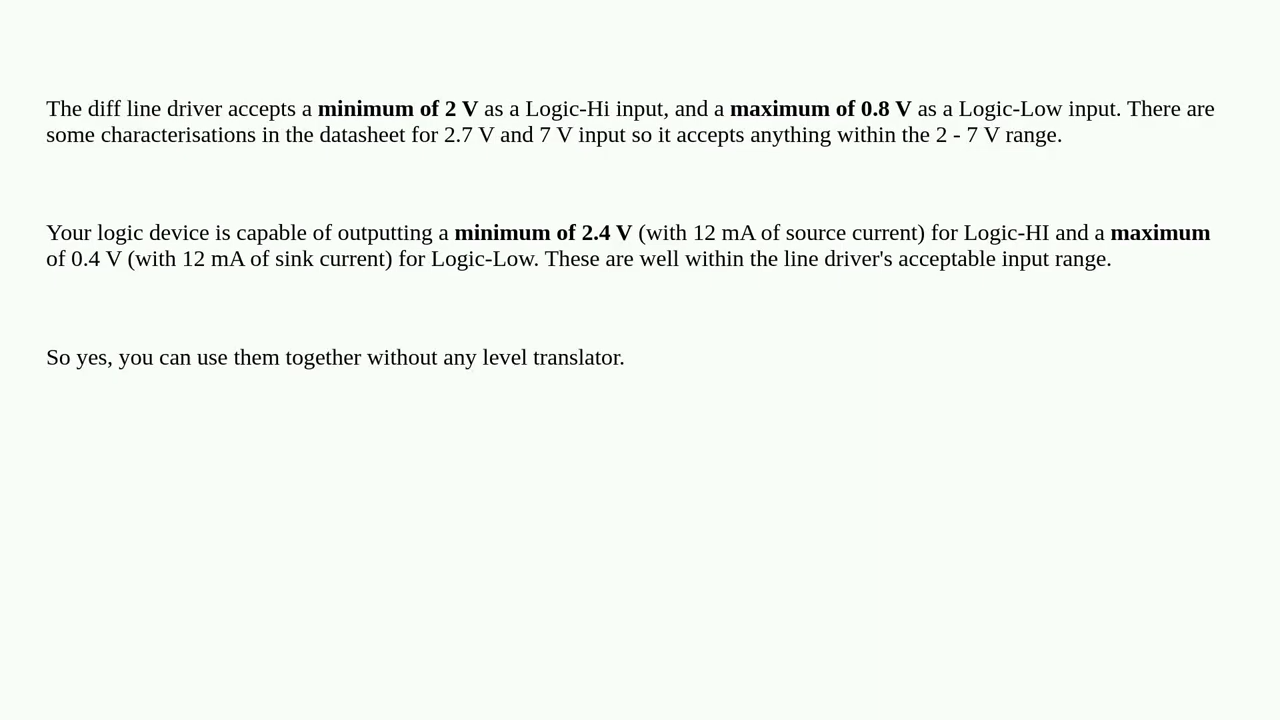 The diff line driver accepts a minimum of 2 V as a Logic-Hi input, and a maximum of 0.8 V as a Logic-Low input. There are
some characterisations in the datasheet for 2.7 V and 7 V input so it accepts anything within the 2 - 7 V range.
Your logic device is capable of outputting a minimum of 2.4 V (with 12 mA of source current) for Logic-HI and a maximum
of 0.4 V (with 12 mA of sink current) for Logic-Low. These are well within the line driver's acceptable input range.
So yes, you can use them together without any level translator.